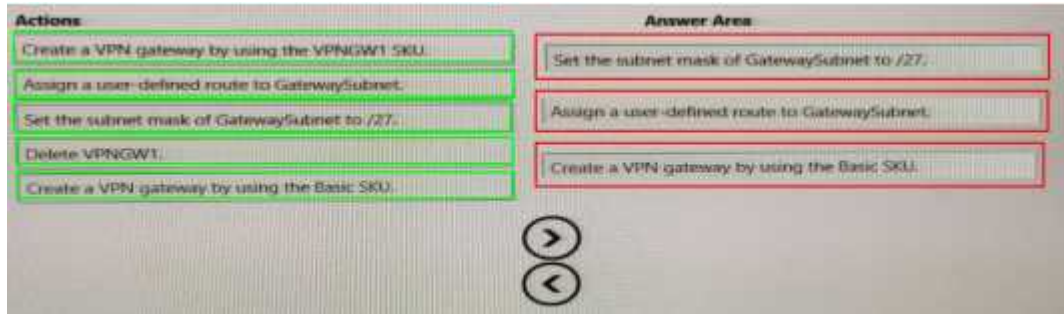 Actions
Answer Area
Create a VPN gateway by using the VPNGW1 SKU.
Assign a user-defined route to GatewaySubnet.
Set the subnet mask of GatewaySubnet to /27.
Delete VPNGW1.
Create a VPN gateway by using the Basic SKU.
Set the subnet mask of GatewaySubnet to /27.
Assign a user-defined route to GatewaySubnet.
Create a VPN gateway by using the Basic SKU.